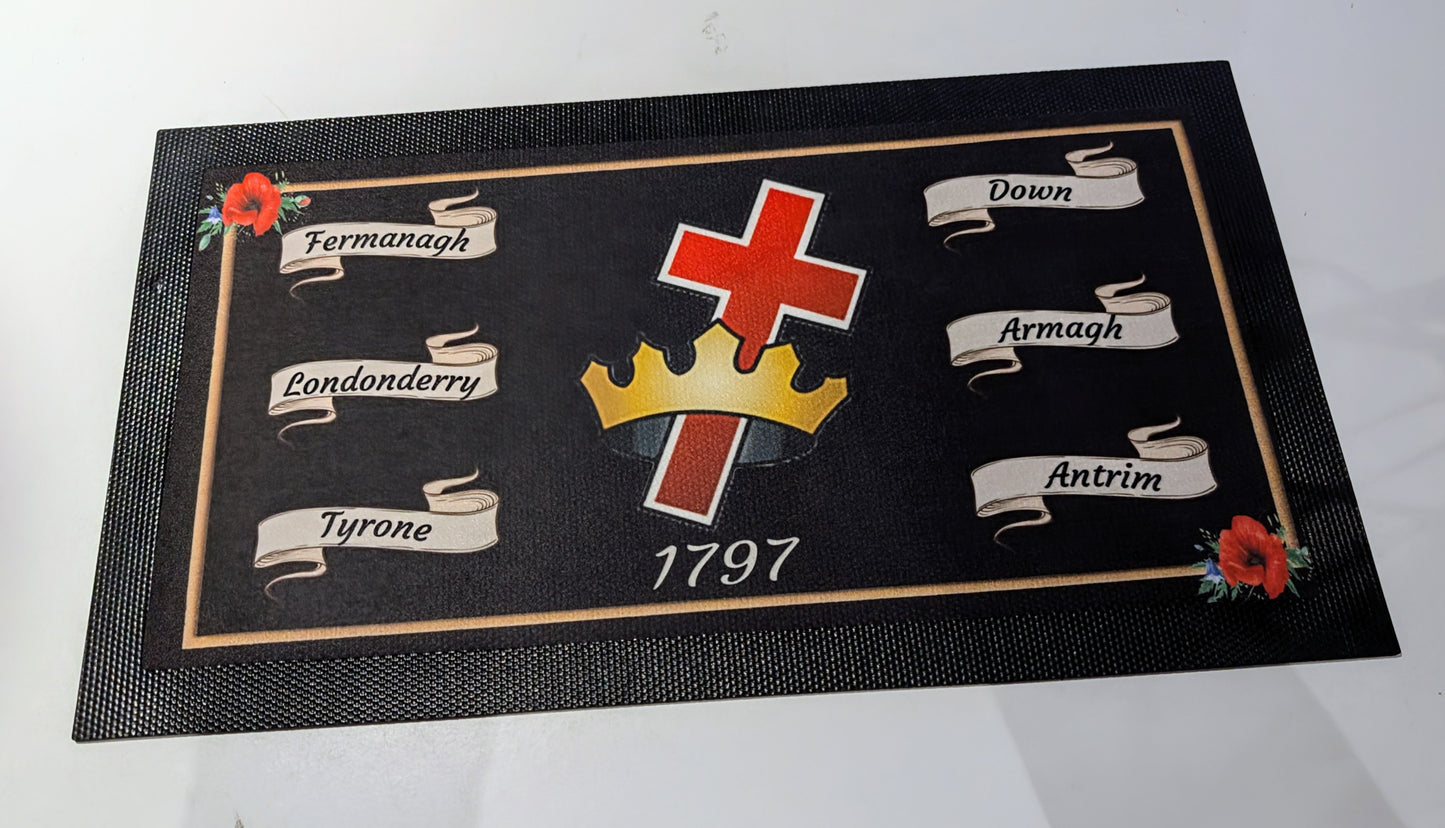 Fermanagh
Londonderry
Tyrone
1797
Down
Armagh
Antrim